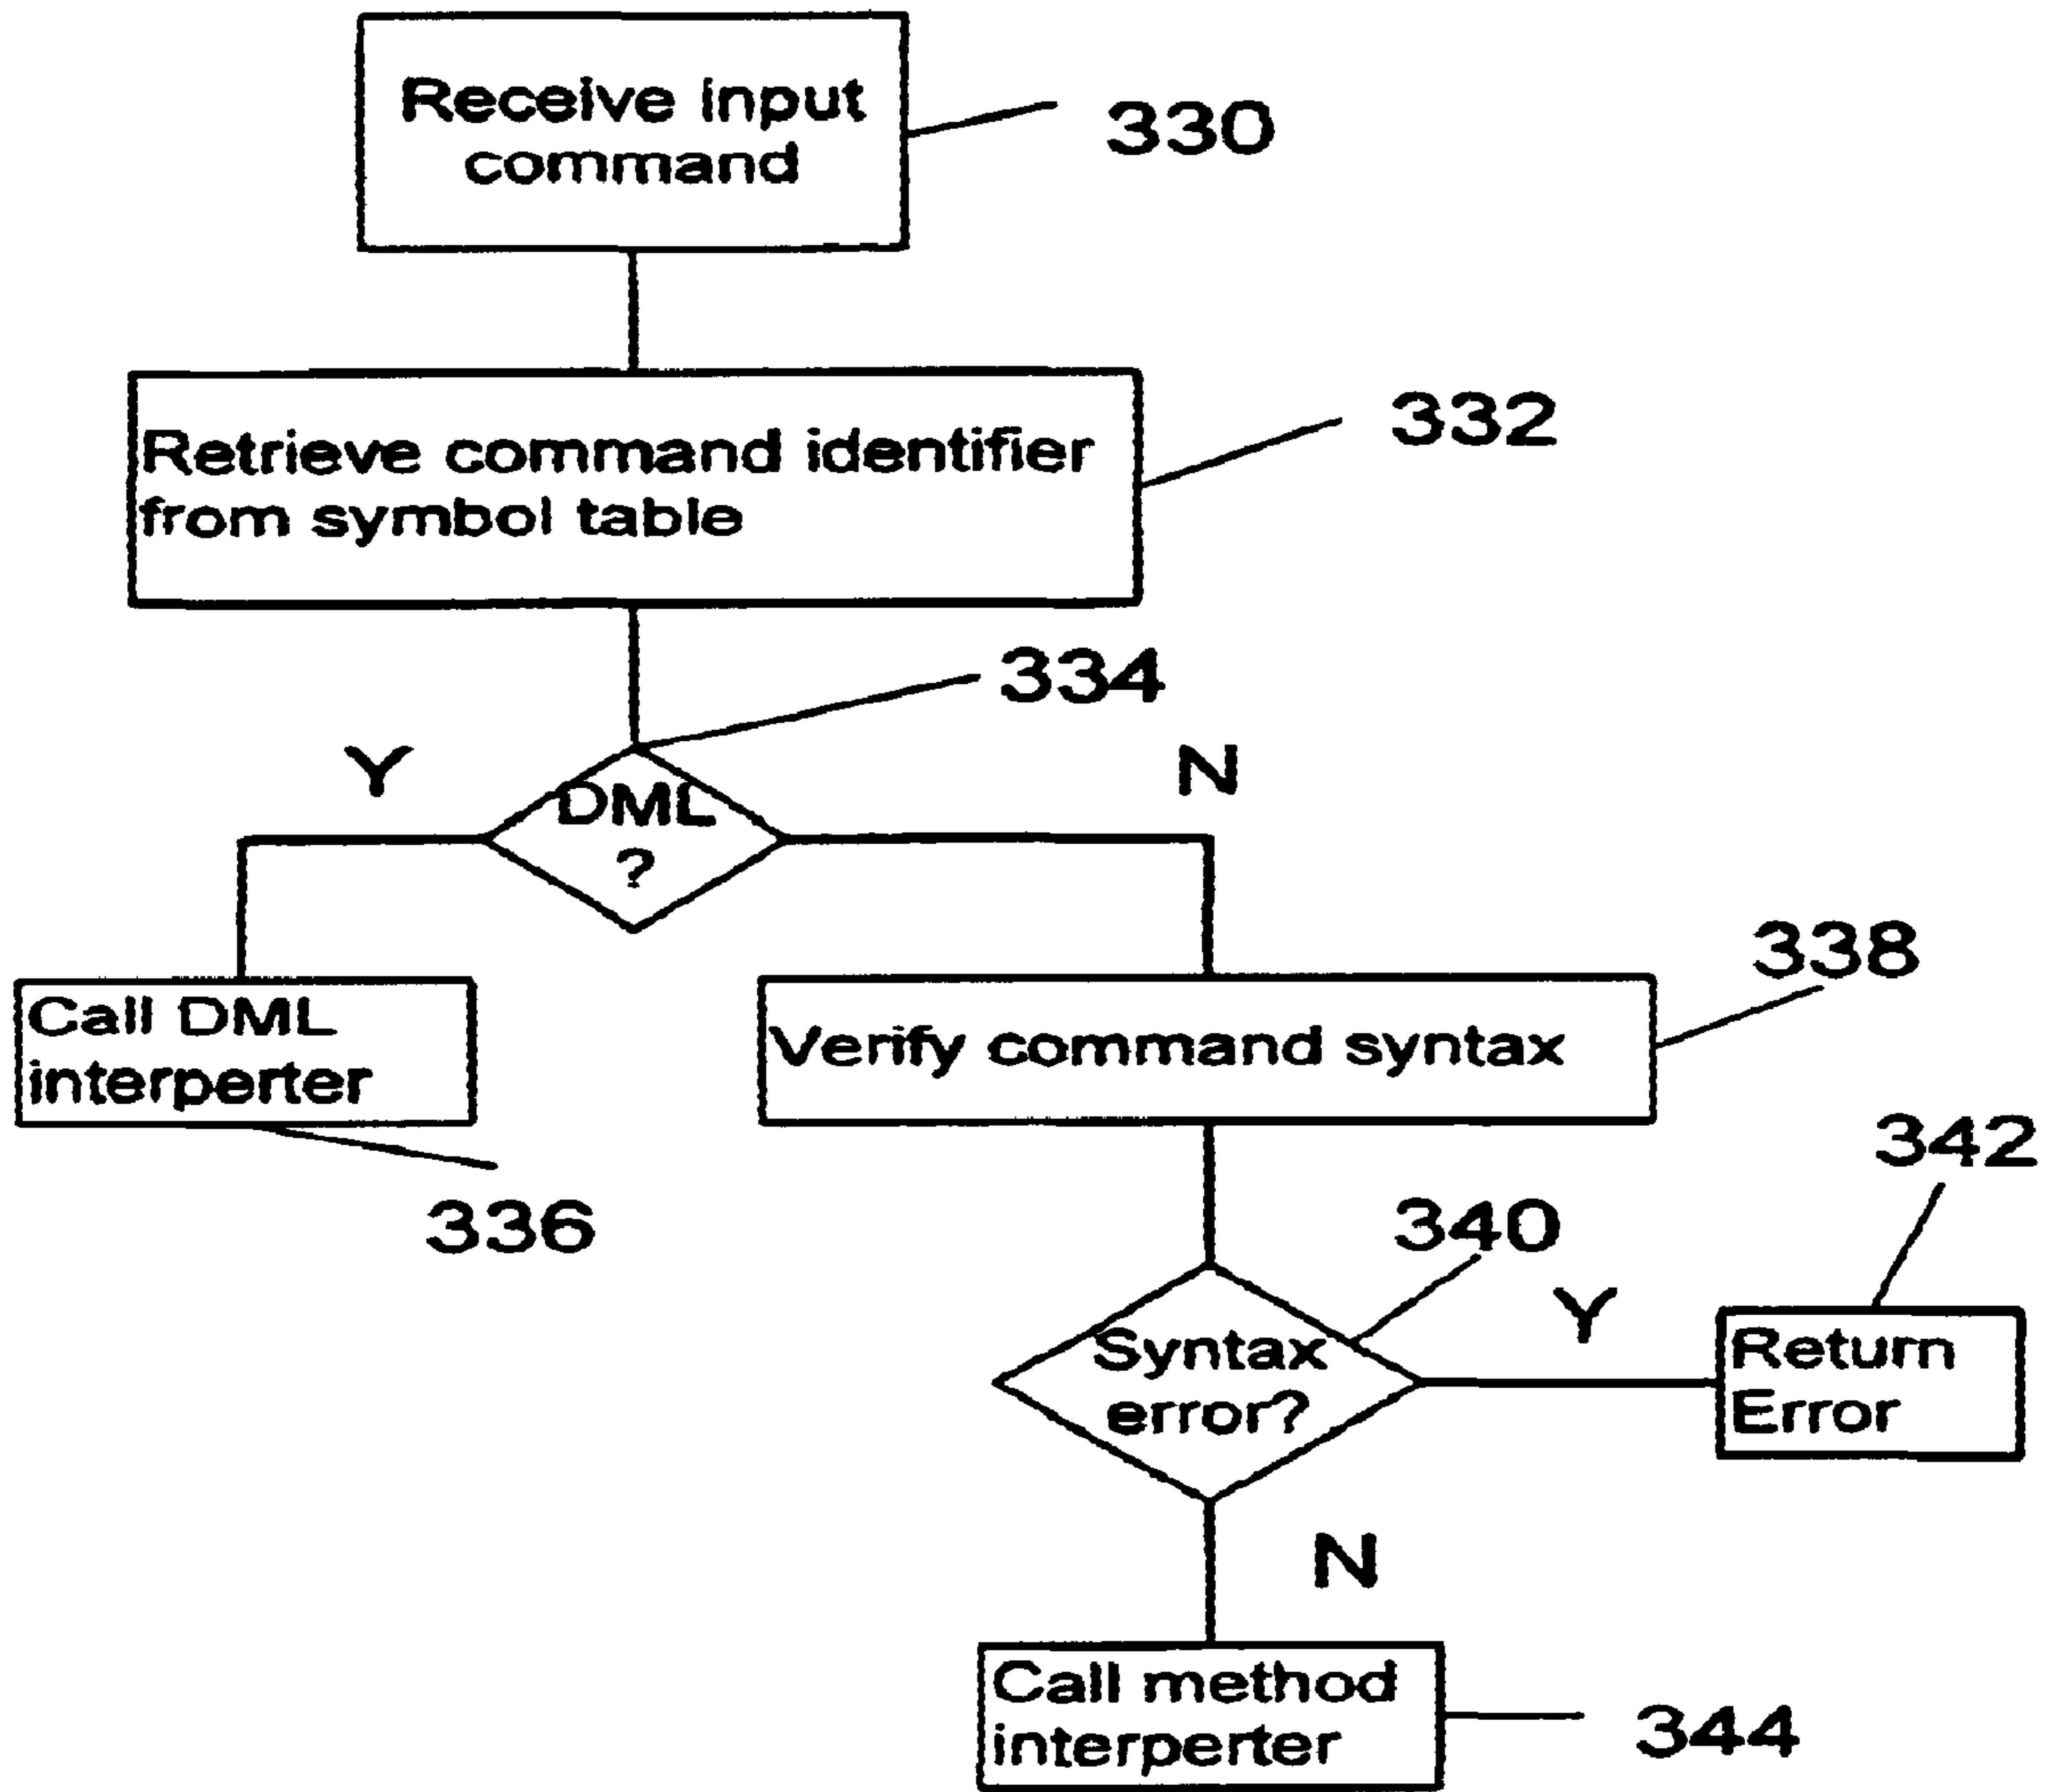 Receive input
command
330
Retrieve command identifier
from symbol table
332
334
Y
N
DML
?
Call DML
interperter
336
Verify command syntax
338
340
342
Syntax
error?
Y
Return
Error
N
Call method
interperter
344